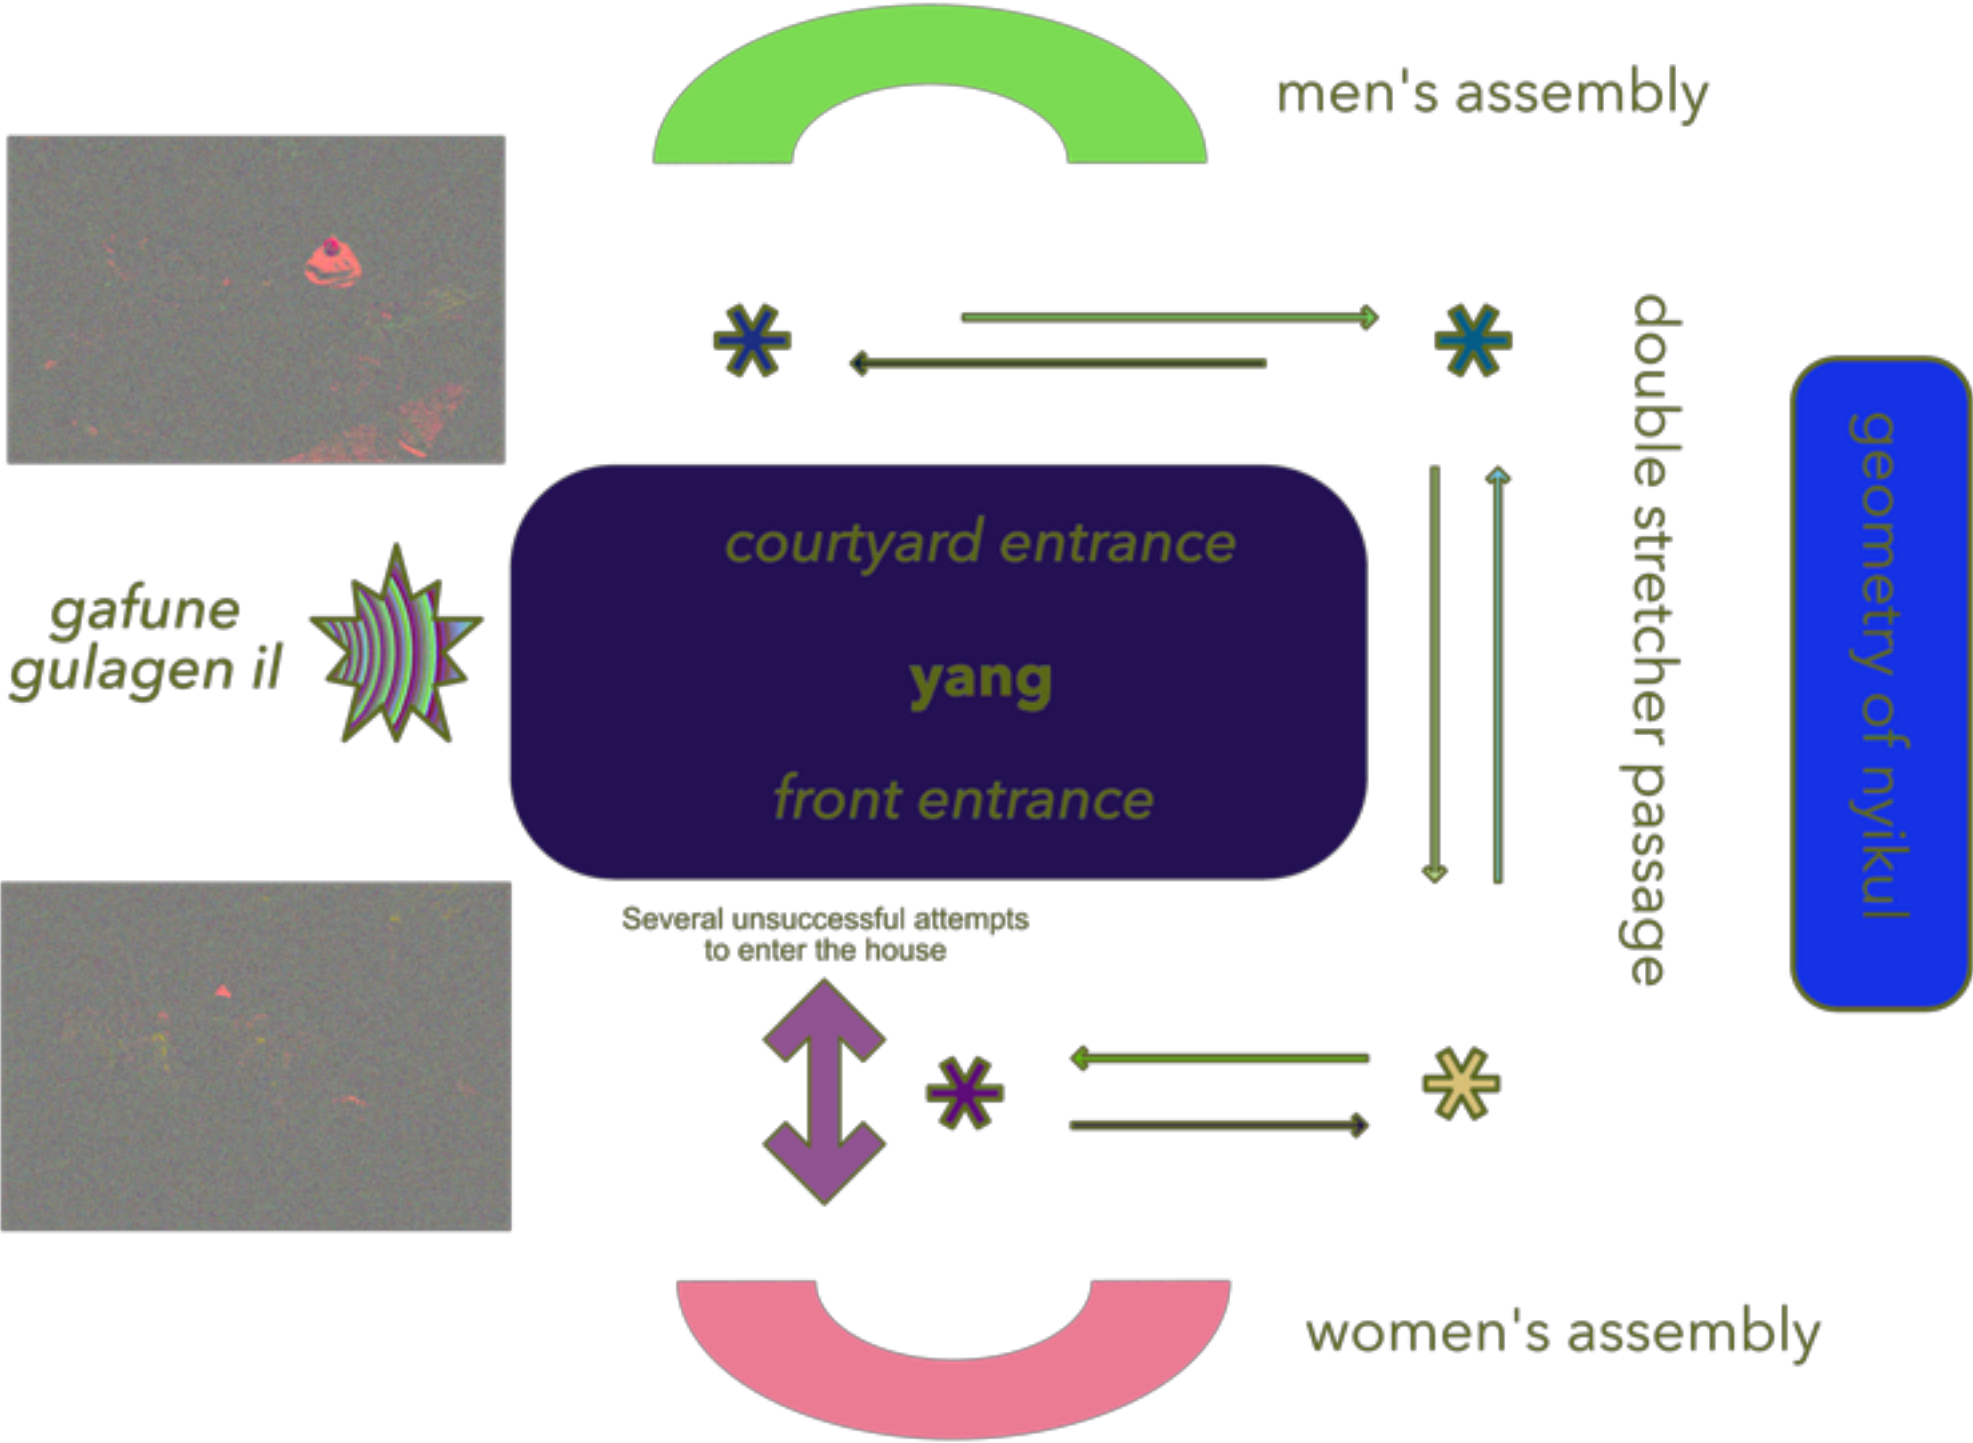 men's assembly
double stretcher passage
geometry of nyikul
courtyard entrance
gafune
gulagen il
yang
front entrance
Several unsuccessful attempts
to enter the house
women's assembly